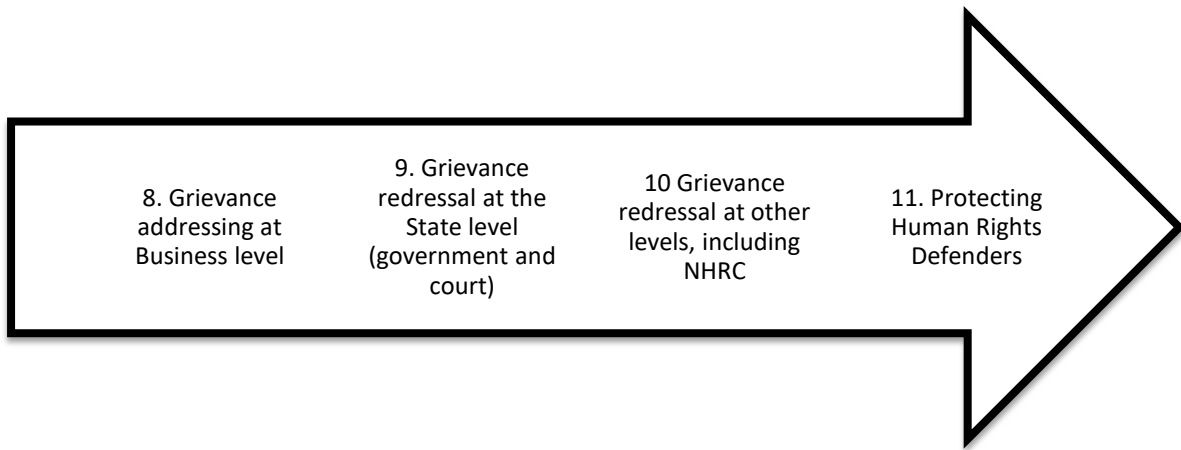 8. Grievance
addressing at
Business level
9. Grievance
redressal at the
State level
(government and
court)
10 Grievance
redressal at other
levels, including
NHRC
11. Protecting
Human Rights
Defenders